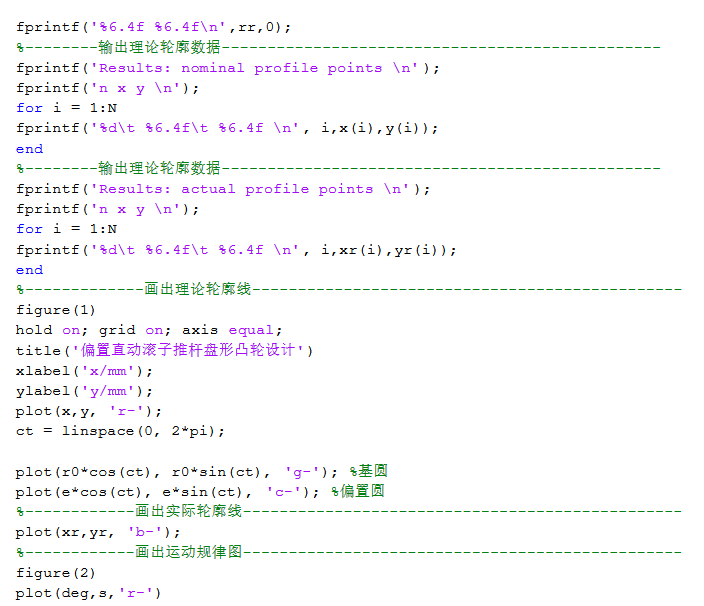 fprintf('%6.4f %6.4f\n',rr,0);
%--------输出理论轮廓数据------------------------------------------------
fprintf('Results: nominal profile points \n');
fprintf('n x y \n');
for i = 1:N
fprintf('%d\t %6.4f\t %6.4f \n', i,x(i),y(i));
end
%--------输出理论轮廓数据------------------------------------------------
fprintf('Results: actual profile points \n');
fprintf('n x y \n');
for i = 1:N
fprintf('%d\t %6.4f\t %6.4f \n', i,xr(i),yr(i));
end
%-------------画出理论轮廓线-----------------------------------------------
figure(1)
hold on; grid on; axis equal;
title('偏置直动滚子推杆盘形凸轮设计')
xlabel('x/mm');
ylabel('y/mm');
plot(x,y, 'r-');
ct = linspace(0, 2*pi);
plot(r0*cos(ct), r0*sin(ct), 'g-'); %基圆
plot(e*cos(ct), e*sin(ct), 'c-'); %偏置圆
%------------画出实际轮廓线------------------------------------------------
plot(xr,yr, 'b-');
%------------画出运动规律图------------------------------------------------
figure(2)
plot(deg,s,'r-')